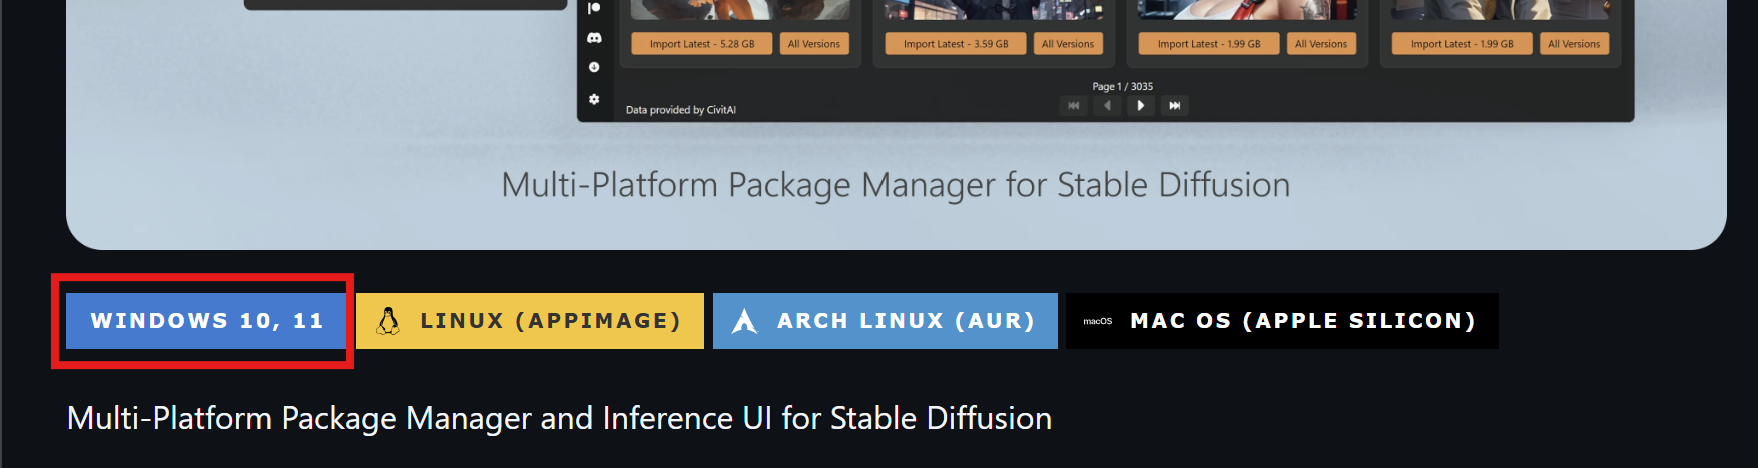 Import Latest - 5.28 GB All Versions Import Latest - 3.59 GB All Versions Import Latest - 1.99 GB All Versions Import Latest - 1.99 GB All Versions
Page 1 / 3035
Data provided by CivitAI
Multi-Platform Package Manager for Stable Diffusion
WINDOWS 10, 11 LINUX (APPIMAGE) ARCH LINUX (AUR) macOS MAC OS (APPLE SILICON)
Multi-Platform Package Manager and Inference UI for Stable Diffusion